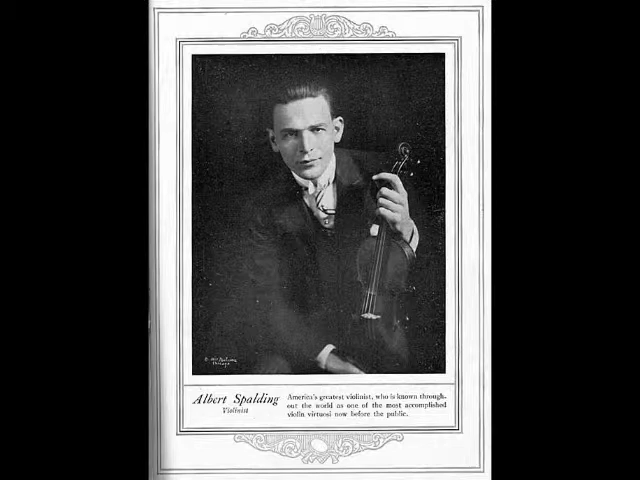 Albert Spalding
Violinist
America's greatest violinist, who is known through-
out the world as one of the most accomplished
violin virtuosi now before the public.
Chicago